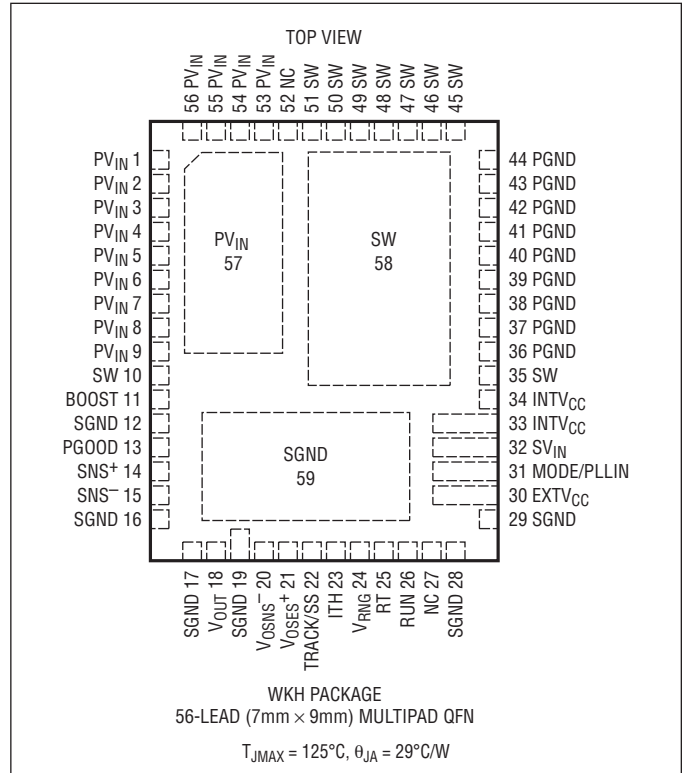 TOP VIEW
56 PVIN
55 PVIN
54 PVIN
53 PVIN
52 NC
51 SW
50 SW
49 SW
48 SW
47 SW
46 SW
45 SW
PVIN 1
PVIN 2
PVIN 3
PVIN 4
PVIN 5
PVIN 6
PVIN 7
PVIN 8
PVIN 9
SW 10
BOOST 11
SGND 12
PGOOD 13
SNS+ 14
SNS– 15
SGND 16
PVIN
57
SW
58
SGND
59
44 PGND
43 PGND
42 PGND
41 PGND
40 PGND
39 PGND
38 PGND
37 PGND
36 PGND
35 SW
34 INTVCC
33 INTVCC
32 SVIN
31 MODE/PLLIN
30 EXTVCC
29 SGND
SGND 17
VOUT 18
SGND 19
VOSNS– 20
VOSES+ 21
TRACK/SS 22
ITH 23
VRNG 24
RT 25
RUN 26
NC 27
SGND 28
WKH PACKAGE
56-LEAD (7mm × 9mm) MULTIPAD QFN
TJMAX = 125°C, θJA = 29°C/W